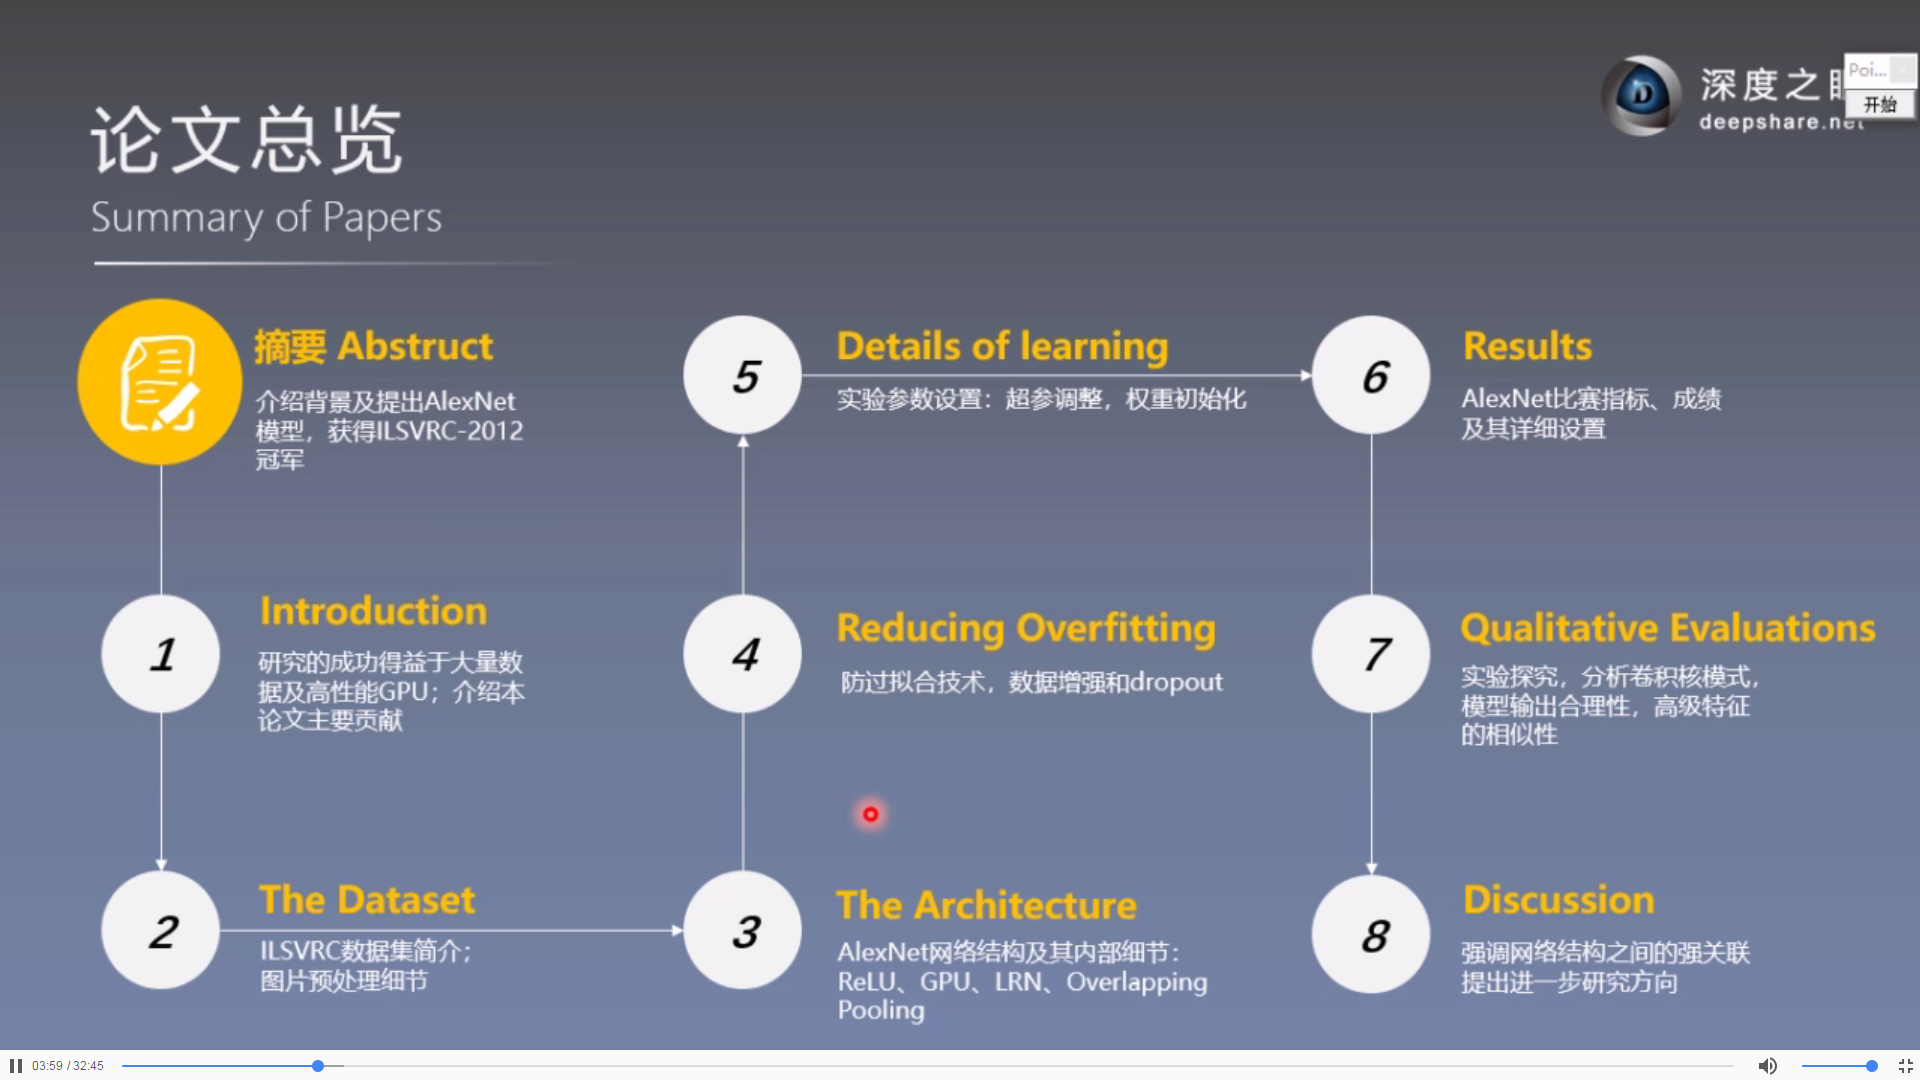 论文总览
Summary of Papers
深度之
deepshare.net
Poi...
开始
摘要 Abstruct
介绍背景及提出AlexNet
模型，获得ILSVRC-2012
冠军
1
Introduction
研究的成功得益于大量数
据及高性能GPU；介绍本
论文主要贡献
2
The Dataset
ILSVRC数据集简介；
图片预处理细节
3
The Architecture
AlexNet网络结构及其内部细节：
ReLU、GPU、LRN、Overlapping
Pooling
4
Reducing Overfitting
防过拟合技术，数据增强和dropout
5
Details of learning
实验参数设置：超参调整，权重初始化
6
Results
AlexNet比赛指标、成绩
及其详细设置
7
Qualitative Evaluations
实验探究，分析卷积核模式，
模型输出合理性，高级特征
的相似性
8
Discussion
强调网络结构之间的强关联
提出进一步研究方向
03:59 / 32:45